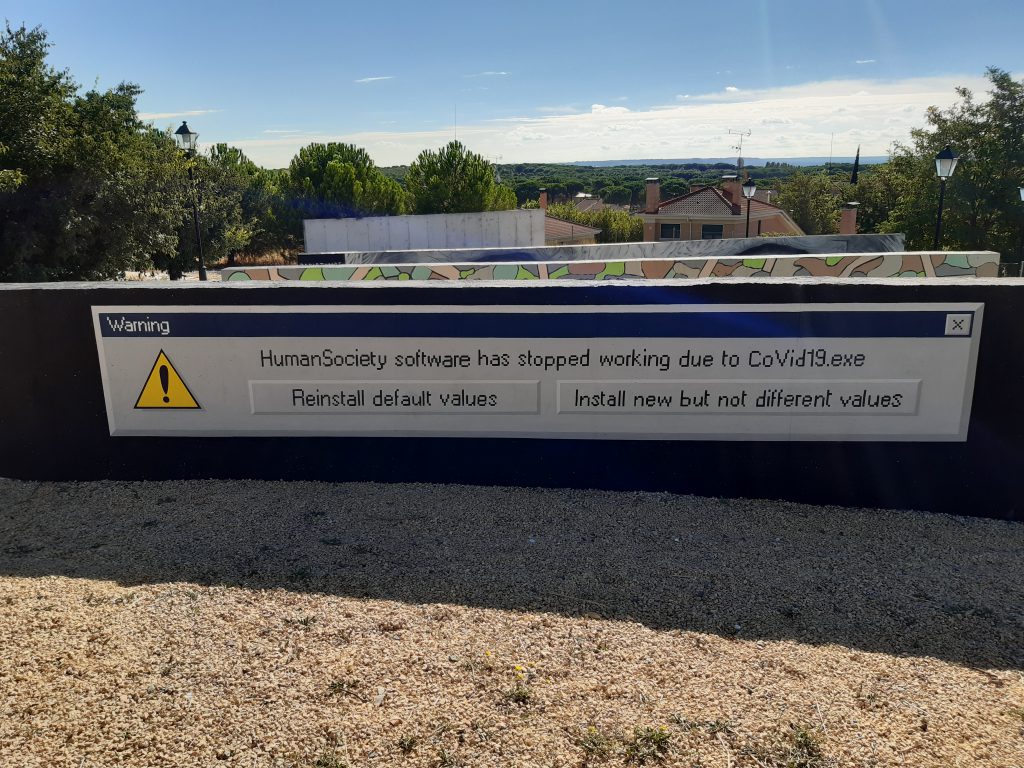 Warning
HumanSociety software has stopped working due to CoVid19.exe
Reinstall default values
Install new but not different values